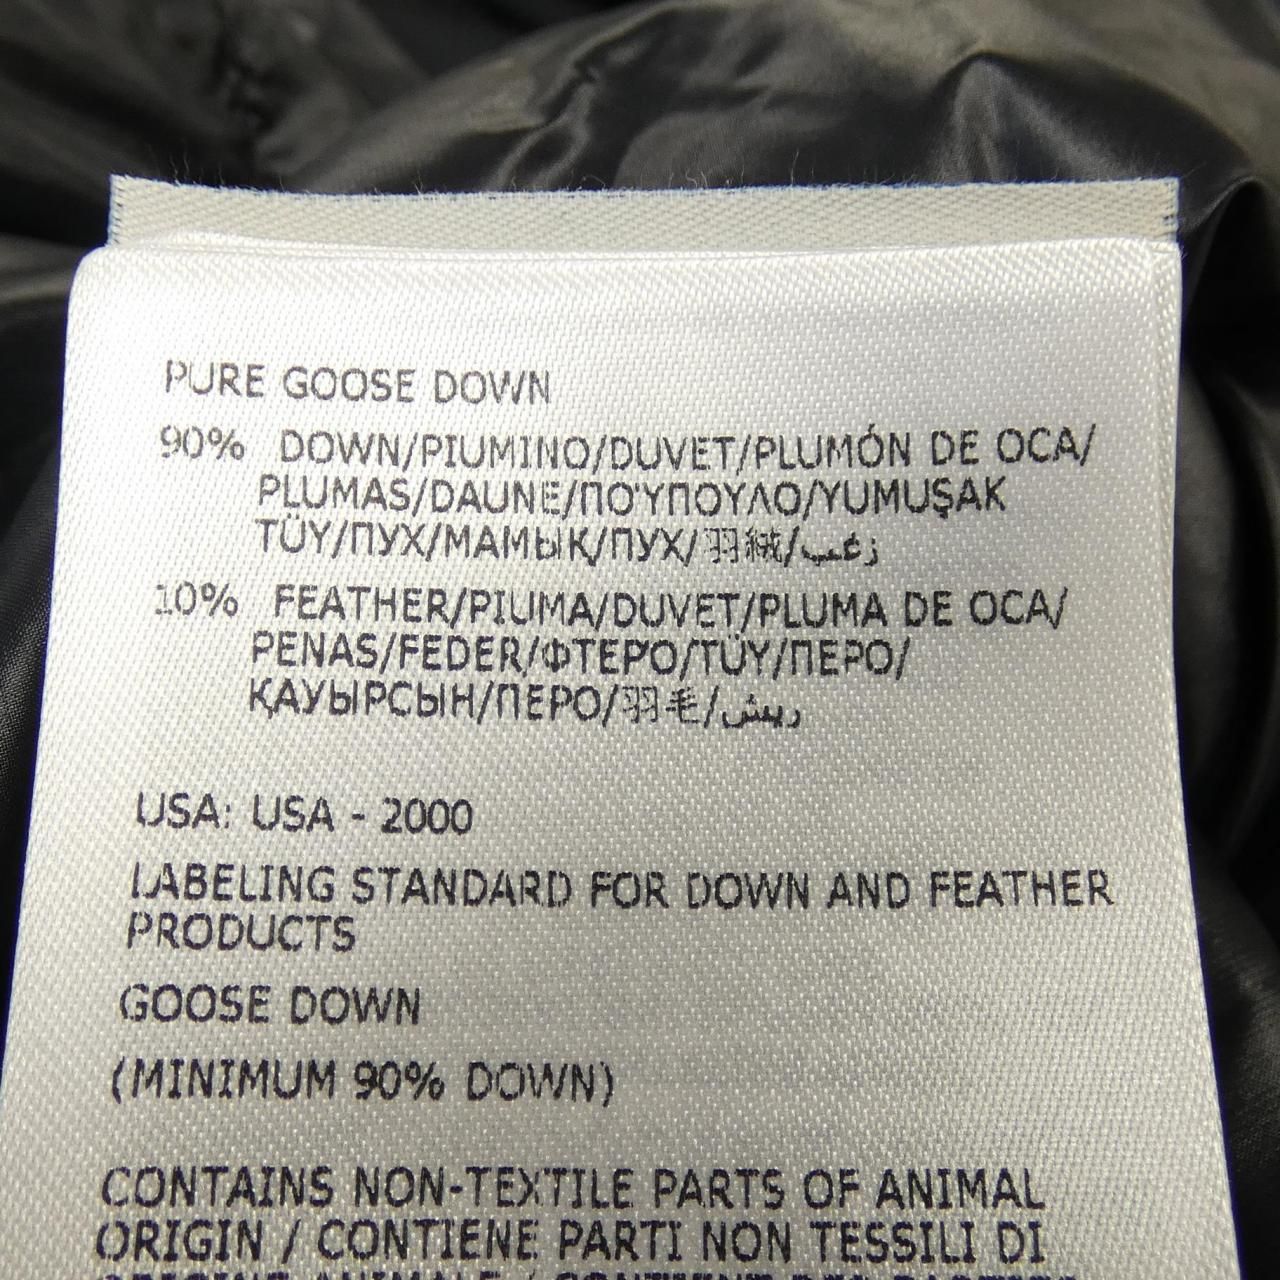 PURE GOOSE DOWN
90% DOWN/PIUMINO/DUVET/PLUMÓN DE OCA/
PLUMAS/DAUNE/ΠΟΎΠΟΥΛΟ/YUMUŞAK
TÜY/ПУХ/МАМЫҚ/ПУХ/羽絨/زغب
10% FEATHER/PIUMA/DUVET/PLUMA DE OCA/
PENAS/FEDER/ΦΤΕΡΟ/TÜY/ПЕРО/
ҚАУЫРСЫН/ПЕРО/羽毛/ريش
USA: USA - 2000
LABELING STANDARD FOR DOWN AND FEATHER
PRODUCTS
GOOSE DOWN
(MINIMUM 90% DOWN)
CONTAINS NON-TEXTILE PARTS OF ANIMAL
ORIGIN / CONTIENE PARTI NON TESSILI DI